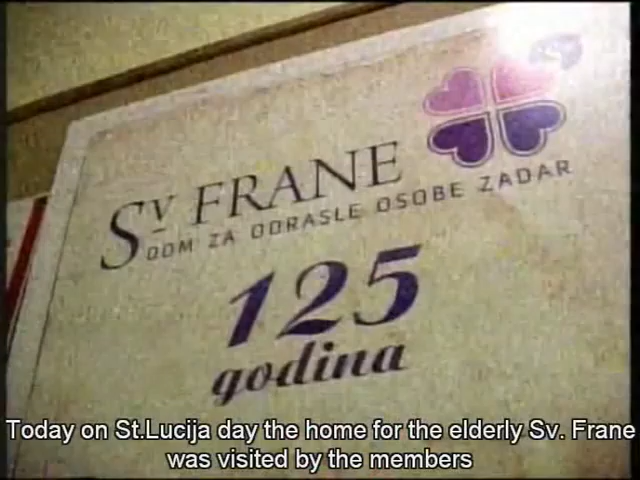 Sv FRANE
DOM ZA ODRASLE OSOBE ZADAR
125
godina
Today on St.Lucija day the home for the elderly Sv. Frane
was visited by the members